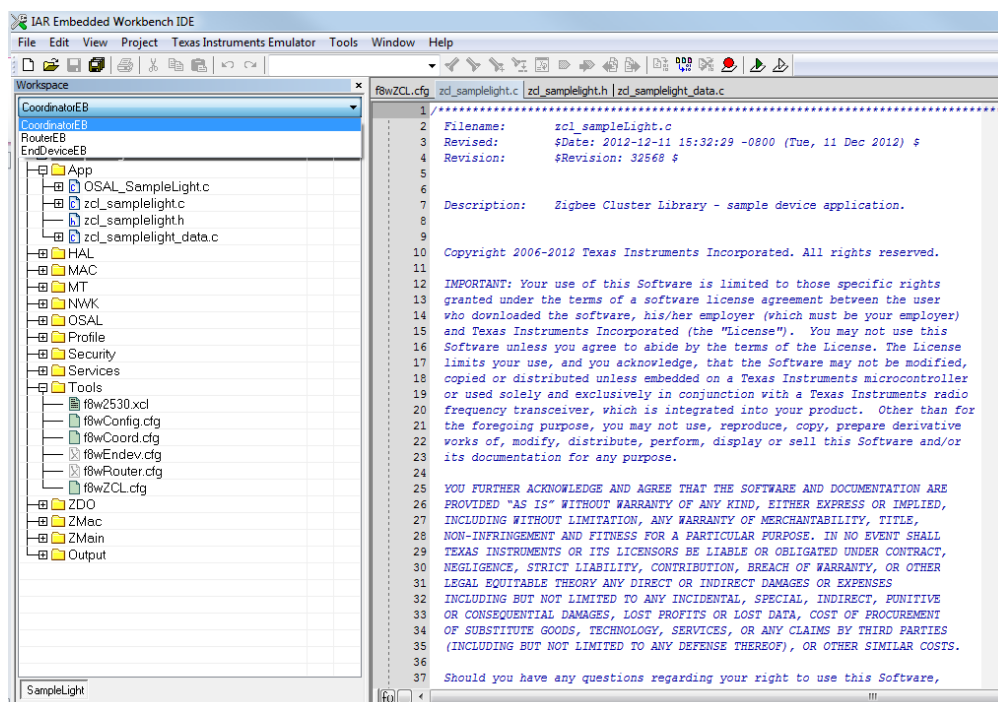 IAR Embedded Workbench IDE
File Edit View Project Texas Instruments Emulator Tools Window Help
Workspace
CoordinatorEB
CoordinatorEB
RouterEB
EndDeviceEB
App
OSAL_SampleLight.c
zcl_samplelight.c
zcl_samplelight.h
zcl_samplelight_data.c
HAL
MAC
MT
NWK
OSAL
Profile
Security
Services
Tools
f8w2530.xcl
f8wConfig.cfg
f8wCoord.cfg
f8wEndev.cfg
f8wRouter.cfg
f8wZCL.cfg
ZDO
ZMac
ZMain
Output
SampleLight
f8wZCL.cfg zcl_samplelight.c zcl_samplelight.h zcl_samplelight_data.c
1 /**************************************************************************
2 Filename: zcl_sampleLight.c
3 Revised: $Date: 2012-12-11 15:32:29 -0800 (Tue, 11 Dec 2012) $
4 Revision: $Revision: 32568 $
5
6
7 Description: Zigbee Cluster Library - sample device application.
8
9
10 Copyright 2006-2012 Texas Instruments Incorporated. All rights reserved.
11
12 IMPORTANT: Your use of this Software is limited to those specific rights
13 granted under the terms of a software license agreement between the user
14 who downloaded the software, his/her employer (which must be your employer)
15 and Texas Instruments Incorporated (the "License"). You may not use this
16 Software unless you agree to abide by the terms of the License. The License
17 limits your use, and you acknowledge, that the Software may not be modified,
18 copied or distributed unless embedded on a Texas Instruments microcontroller
19 or used solely and exclusively in conjunction with a Texas Instruments radio
20 frequency transceiver, which is integrated into your product. Other than for
21 the foregoing purpose, you may not use, reproduce, copy, prepare derivative
22 works of, modify, distribute, perform, display or sell this Software and/or
23 its documentation for any purpose.
24
25 YOU FURTHER ACKNOWLEDGE AND AGREE THAT THE SOFTWARE AND DOCUMENTATION ARE
26 PROVIDED “AS IS” WITHOUT WARRANTY OF ANY KIND, EITHER EXPRESS OR IMPLIED,
27 INCLUDING WITHOUT LIMITATION, ANY WARRANTY OF MERCHANTABILITY, TITLE,
28 NON-INFRINGEMENT AND FITNESS FOR A PARTICULAR PURPOSE. IN NO EVENT SHALL
29 TEXAS INSTRUMENTS OR ITS LICENSORS BE LIABLE OR OBLIGATED UNDER CONTRACT,
30 NEGLIGENCE, STRICT LIABILITY, CONTRIBUTION, BREACH OF WARRANTY, OR OTHER
31 LEGAL EQUITABLE THEORY ANY DIRECT OR INDIRECT DAMAGES OR EXPENSES
32 INCLUDING BUT NOT LIMITED TO ANY INCIDENTAL, SPECIAL, INDIRECT, PUNITIVE
33 OR CONSEQUENTIAL DAMAGES, LOST PROFITS OR LOST DATA, COST OF PROCUREMENT
34 OF SUBSTITUTE GOODS, TECHNOLOGY, SERVICES, OR ANY CLAIMS BY THIRD PARTIES
35 (INCLUDING BUT NOT LIMITED TO ANY DEFENSE THEREOF), OR OTHER SIMILAR COSTS.
36
37 Should you have any questions regarding your right to use this Software,